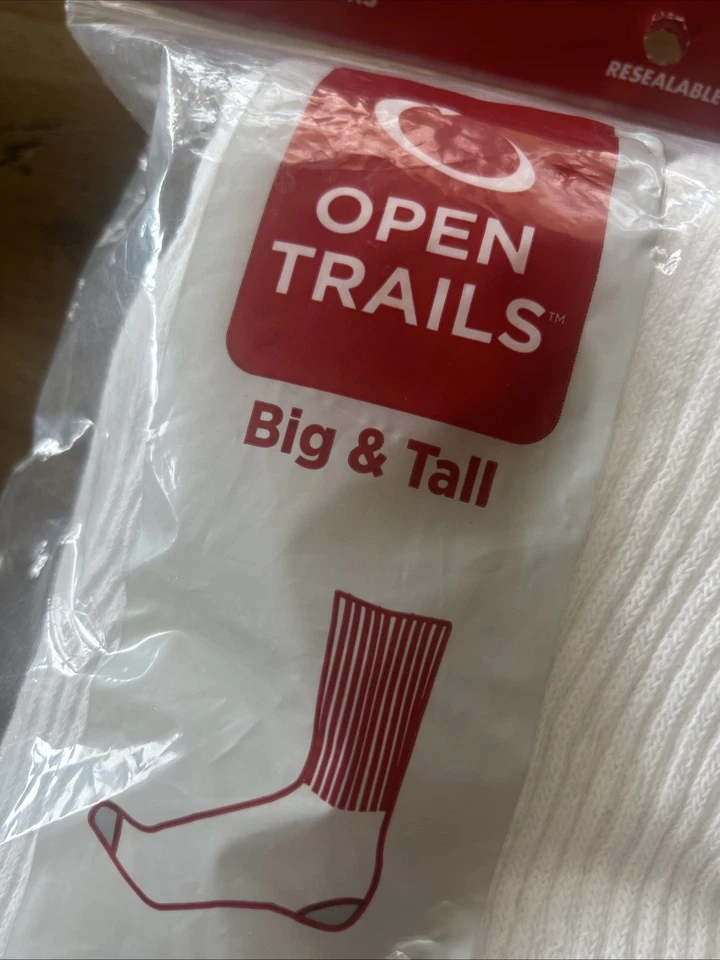 RESEALABLE
OPEN
TRAILS™
Big & Tall